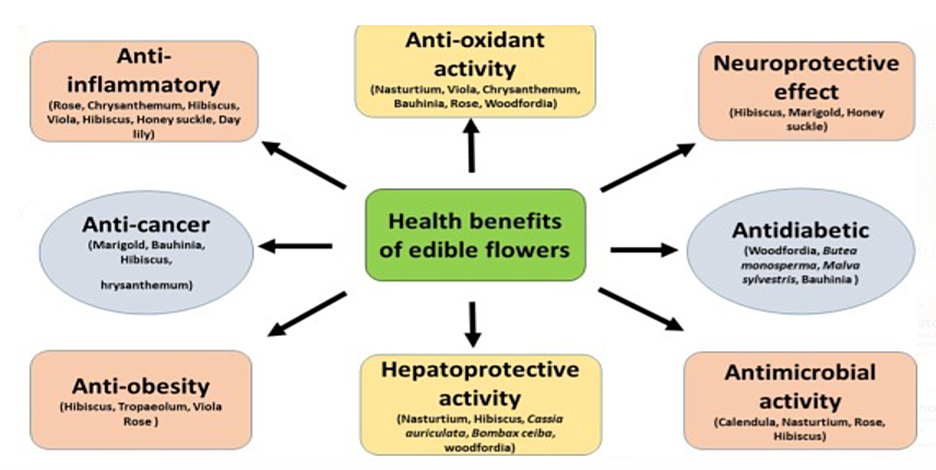 Anti-
inflammatory
(Rose, Chrysanthemum, Hibiscus,
Viola, Hibiscus, Honey suckle, Day
lily)
Anti-oxidant
activity
(Nasturtium, Viola, Chrysanthemum,
Bauhinia, Rose, Woodfordia)
Neuroprotective
effect
(Hibiscus, Marigold, Honey
suckle)
Anti-cancer
(Marigold, Bauhinia,
Hibiscus,
hrysanthemum)
Health benefits
of edible flowers
Antidiabetic
(Woodfordia, Butea
monosperma, Malva
sylvestris, Bauhinia )
Anti-obesity
(Hibiscus, Tropaeolum, Viola
Rose )
Hepatoprotective
activity
(Nasturtium, Hibiscus, Cassia
auriculata, Bombax ceiba,
woodfordia)
Antimicrobial
activity
(Calendula, Nasturtium, Rose,
Hibiscus)